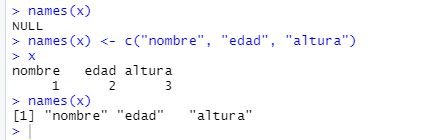 > names(x)
NULL
> names(x) <- c("nombre", "edad", "altura")
> x
nombre   edad altura
     1      2      3
> names(x)
[1] "nombre" "edad"   "altura"
>